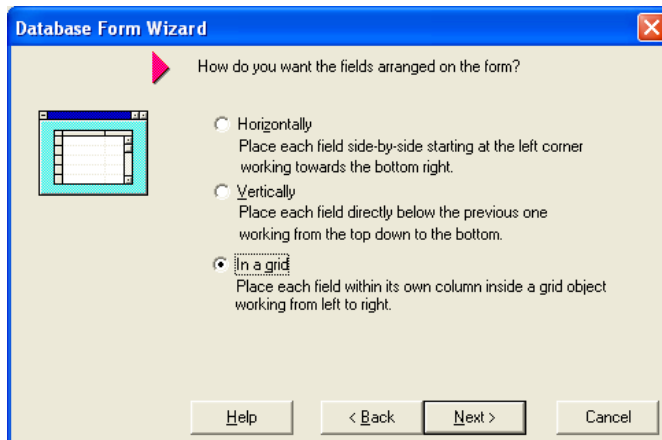 Database Form Wizard
How do you want the fields arranged on the form?
Horizontally
Place each field side-by-side starting at the left corner
working towards the bottom right.
Vertically
Place each field directly below the previous one
working from the top down to the bottom.
In a grid
Place each field within its own column inside a grid object
working from left to right.
Help
< Back
Next >
Cancel